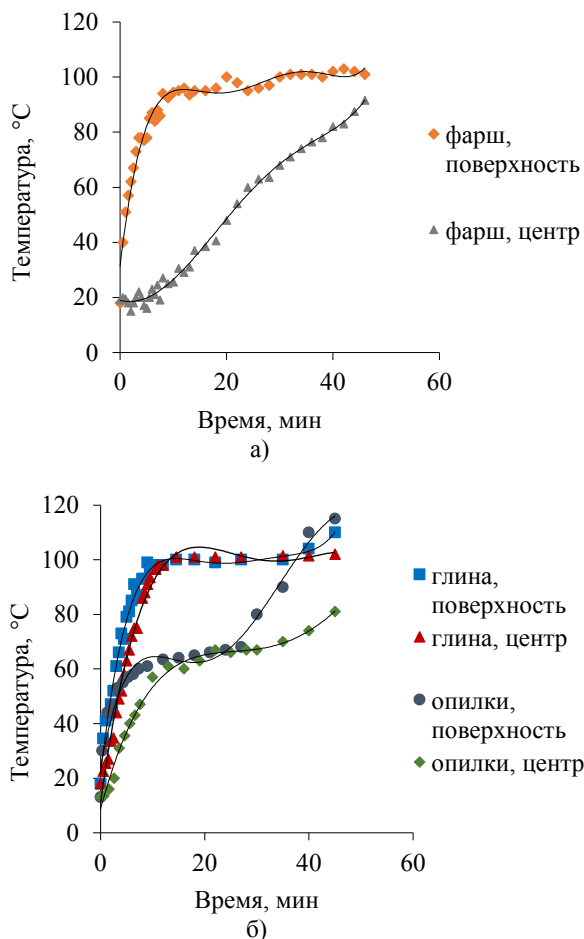 120
100
80
60
40
20
0
Температура, °С
0 20 40 60
Время, мин
а)
фарш,
поверхность
фарш, центр
120
100
80
60
40
20
0
Температура, °С
0 20 40 60
Время, мин
б)
глина,
поверхность
глина, центр
опилки,
поверхность
опилки, центр